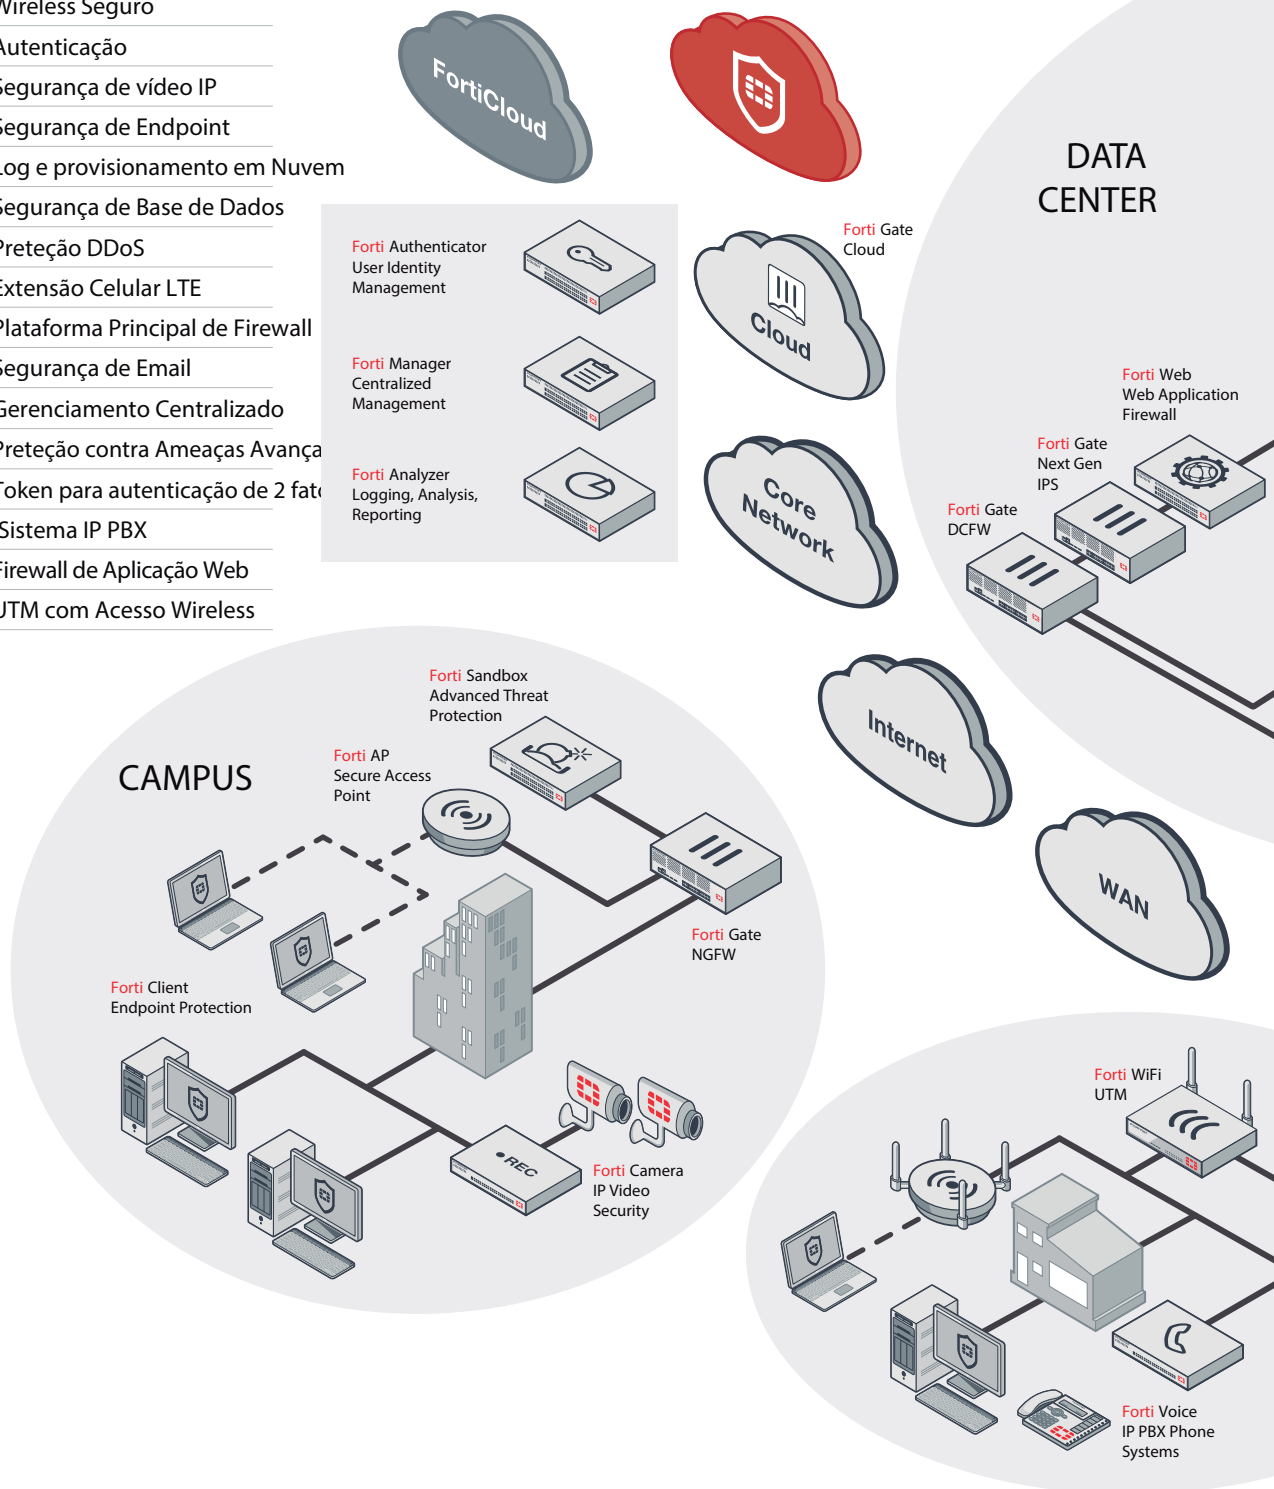 Wireless Seguro
Autenticação
Segurança de vídeo IP
Segurança de Endpoint
Log e provisionamento em Nuvem
Segurança de Base de Dados
Preteção DDoS
Extensão Celular LTE
Plataforma Principal de Firewall
Segurança de Email
Gerenciamento Centralizado
Preteção contra Ameaças Avança
Token para autenticação de 2 fato
Sistema IP PBX
Firewall de Aplicação Web
UTM com Acesso Wireless
FortiCloud
Forti Authenticator
User Identity
Management
Forti Manager
Centralized
Management
Forti Analyzer
Logging, Analysis,
Reporting
Forti Gate
Cloud
Cloud
Core
Network
Internet
WAN
DATA
CENTER
Forti Web
Web Application
Firewall
Forti Gate
Next Gen
IPS
Forti Gate
DCFW
CAMPUS
Forti Sandbox
Advanced Threat
Protection
Forti AP
Secure Access
Point
Forti Gate
NGFW
Forti Client
Endpoint Protection
REC
Forti Camera
IP Video
Security
Forti WiFi
UTM
Forti Voice
IP PBX Phone
Systems